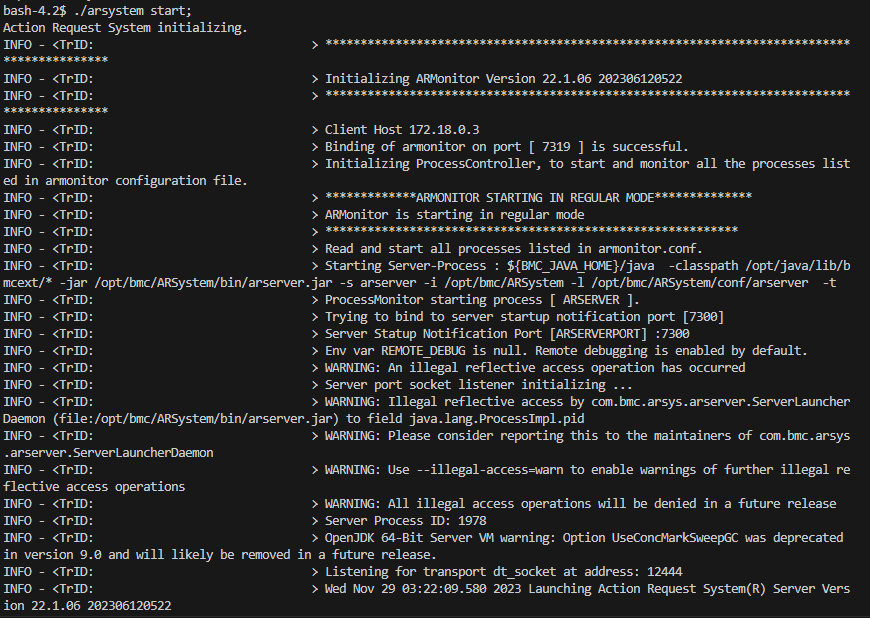 bash-4.2$ ./arsystem start;
Action Request System initializing.
INFO - <TrID:                               > ***************************************************************************
***************
INFO - <TrID:                               > Initializing ARMonitor Version 22.1.06 202306120522
INFO - <TrID:                               > ***************************************************************************
***************
INFO - <TrID:                               > Client Host 172.18.0.3
INFO - <TrID:                               > Binding of armonitor on port [ 7319 ] is successful.
INFO - <TrID:                               > Initializing ProcessController, to start and monitor all the processes list
ed in armonitor configuration file.
INFO - <TrID:                               > *************ARMONITOR STARTING IN REGULAR MODE**************
INFO - <TrID:                               > ARMonitor is starting in regular mode
INFO - <TrID:                               > ***********************************************************
INFO - <TrID:                               > Read and start all processes listed in armonitor.conf.
INFO - <TrID:                               > Starting Server-Process : ${BMC_JAVA_HOME}/java  -classpath /opt/java/lib/b
mcext/* -jar /opt/bmc/ARSystem/bin/arserver.jar -s arserver -i /opt/bmc/ARSystem -l /opt/bmc/ARSystem/conf/arserver  -t
INFO - <TrID:                               > ProcessMonitor starting process [ ARSERVER ].
INFO - <TrID:                               > Trying to bind to server startup notification port [7300]
INFO - <TrID:                               > Server Statup Notification Port [ARSERVERPORT] :7300
INFO - <TrID:                               > Env var REMOTE_DEBUG is null. Remote debugging is enabled by default.
INFO - <TrID:                               > WARNING: An illegal reflective access operation has occurred
INFO - <TrID:                               > Server port socket listener initializing ...
INFO - <TrID:                               > WARNING: Illegal reflective access by com.bmc.arsys.arserver.ServerLauncher
Daemon (file:/opt/bmc/ARSystem/bin/arserver.jar) to field java.lang.ProcessImpl.pid
INFO - <TrID:                               > WARNING: Please consider reporting this to the maintainers of com.bmc.arsys
.arserver.ServerLauncherDaemon
INFO - <TrID:                               > WARNING: Use --illegal-access=warn to enable warnings of further illegal re
flective access operations
INFO - <TrID:                               > WARNING: All illegal access operations will be denied in a future release
INFO - <TrID:                               > Server Process ID: 1978
INFO - <TrID:                               > OpenJDK 64-Bit Server VM warning: Option UseConcMarkSweepGC was deprecated
in version 9.0 and will likely be removed in a future release.
INFO - <TrID:                               > Listening for transport dt_socket at address: 12444
INFO - <TrID:                               > Wed Nov 29 03:22:09.580 2023 Launching Action Request System(R) Server Vers
ion 22.1.06 202306120522